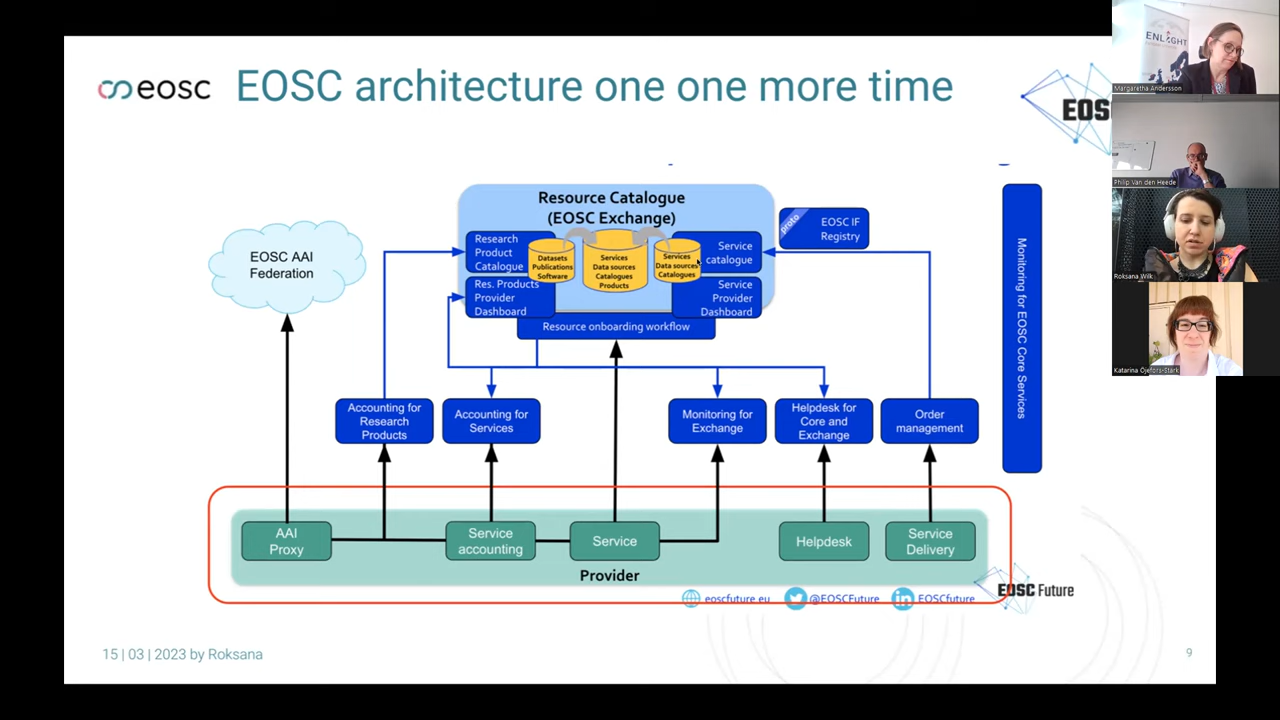 eosc
EOSC architecture one one more time
EOS
Resource Catalogue
(EOSC Exchange)
Research
Product
Catalogue
Datasets
Publications
Software
Services
Data sources
Catalogues
Products
Services
Data sources
Catalogues
Service
catalogue
proto
EOSC IF
Registry
Res. Products
Provider
Dashboard
Service
Provider
Dashboard
Resource onboarding workflow
EOSC AAI
Federation
Monitoring for EOSC Core Services
Accounting for
Research
Products
Accounting for
Services
Monitoring for
Exchange
Helpdesk for
Core and
Exchange
Order
management
AAI
Proxy
Service
accounting
Service
Helpdesk
Service
Delivery
Provider
eoscfuture.eu
@EOSCFuture
EOSCfuture
EOSC Future
15 | 03 | 2023 by Roksana
9
ENLIGHT
Margaretha Andersson
Philip Van den Heede
Roksana Wilk
Katarina Öjefors-Stark